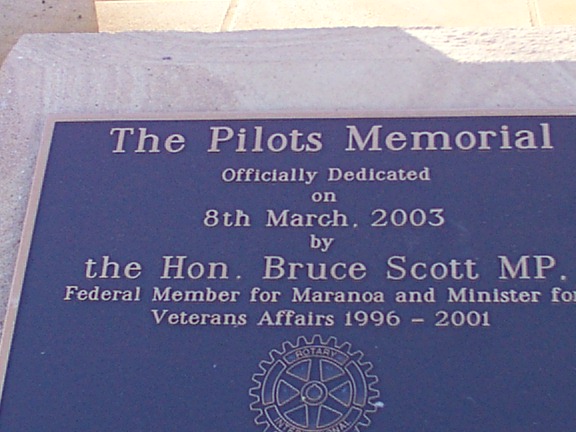 The Pilots Memorial
Officially Dedicated
on
8th March, 2003
by
the Hon. Bruce Scott MP.
Federal Member for Maranoa and Minister for
Veterans Affairs 1996 - 2001
ROTARY
INTERNATIONAL